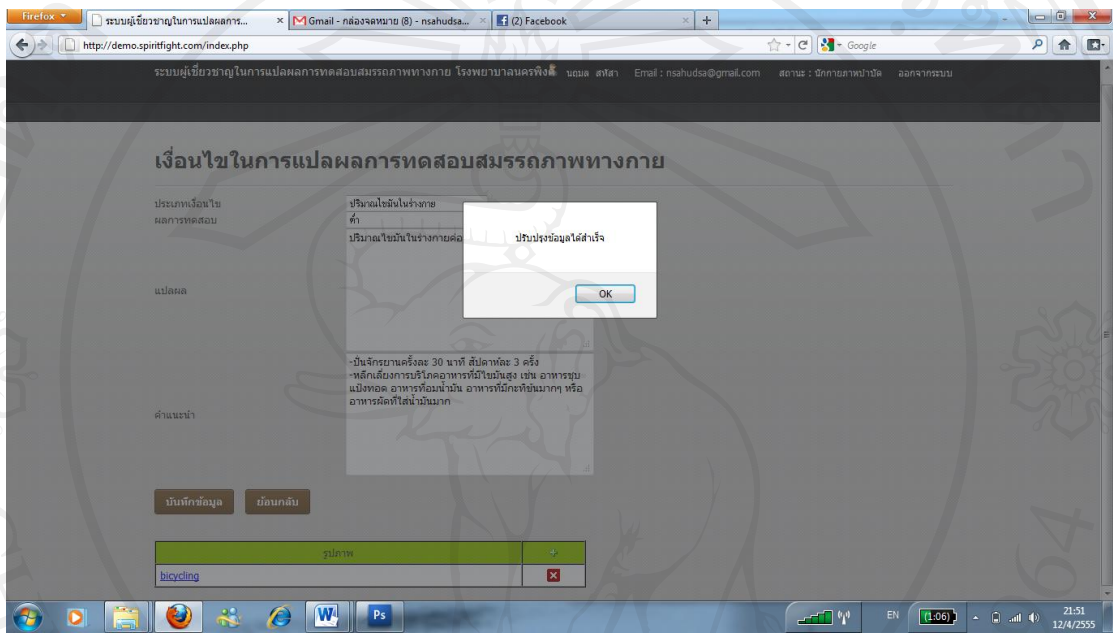 Firefox
ระบบผู้เชี่ยวชาญในการแปลผลการ...
Gmail - กล่องจดหมาย (8) - nsahudsa...
(2) Facebook
http://demo.spiritfight.com/index.php
Google
ระบบผู้เชี่ยวชาญในการแปลผลการทดสอบสมรรถภาพทางกาย โรงพยาบาลนครพิงค์ นฤมล สหัสา Email : nsahudsa@gmail.com สถานะ : นักกายภาพบำบัด ออกจากระบบ
เงื่อนไขในการแปลผลการทดสอบสมรรถภาพทางกาย
ประเภทเงื่อนไข ปริมาณไขมันในร่างกาย
ผลการทดสอบ ต่ำ
ปริมาณไขมันในร่างกายค่อ
ปรับปรุงข้อมูลได้สำเร็จ
แปลผล
OK
-ปั่นจักรยานครั้งละ 30 นาที สัปดาห์ละ 3 ครั้ง
-หลีกเลี่ยงการบริโภคอาหารที่มีไขมันสูง เช่น อาหารชุบ
แป้งทอด อาหารที่อมน้ำมัน อาหารที่มีกะทิข้นมากๆ หรือ
อาหารผัดที่ใส่น้ำมันมาก
คำแนะนำ
บันทึกข้อมูล ย้อนกลับ
รูปภาพ
bicycling
W
Ps
EN
(1:06)
21:51
12/4/2555